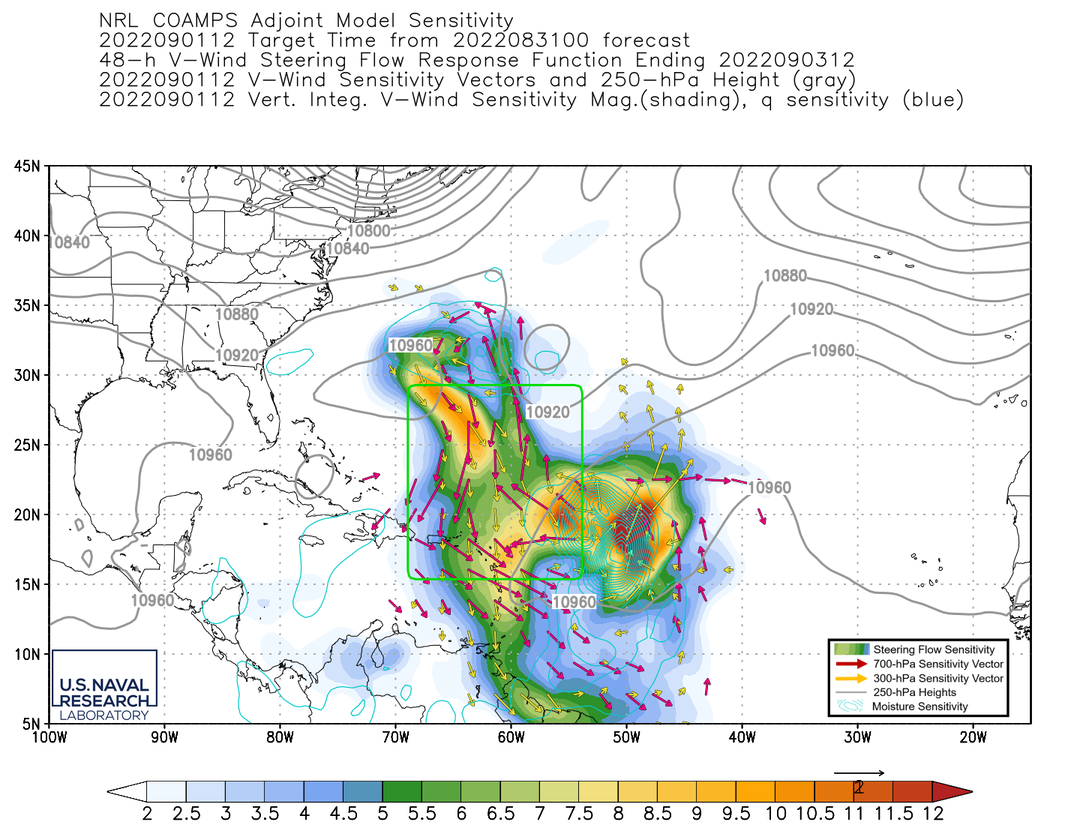 NRL COAMPS Adjoint Model Sensitivity
2022090112 Target Time from 2022083100 forecast
48-h V-Wind Steering Flow Response Function Ending 2022090312
2022090112 V-Wind Sensitivity Vectors and 250-hPa Height (gray)
2022090112 Vert. Integ. V-Wind Sensitivity Mag.(shading), q sensitivity (blue)
45N
40N
35N
30N
25N
20N
15N
10N
5N
10840
10800
10840
10880
10920
10960
10960
10960
10920
10960
10880
10920
10960
10960
U.S. NAVAL
RESEARCH
LABORATORY
Steering Flow Sensitivity
700-hPa Sensitivity Vector
300-hPa Sensitivity Vector
250-hPa Heights
Moisture Sensitivity
100W 90W 80W 70W 60W 50W 40W 30W 20W
2
2 2.5 3 3.5 4 4.5 5 5.5 6 6.5 7 7.5 8 8.5 9 9.5 10 10.5 11 11.5 12